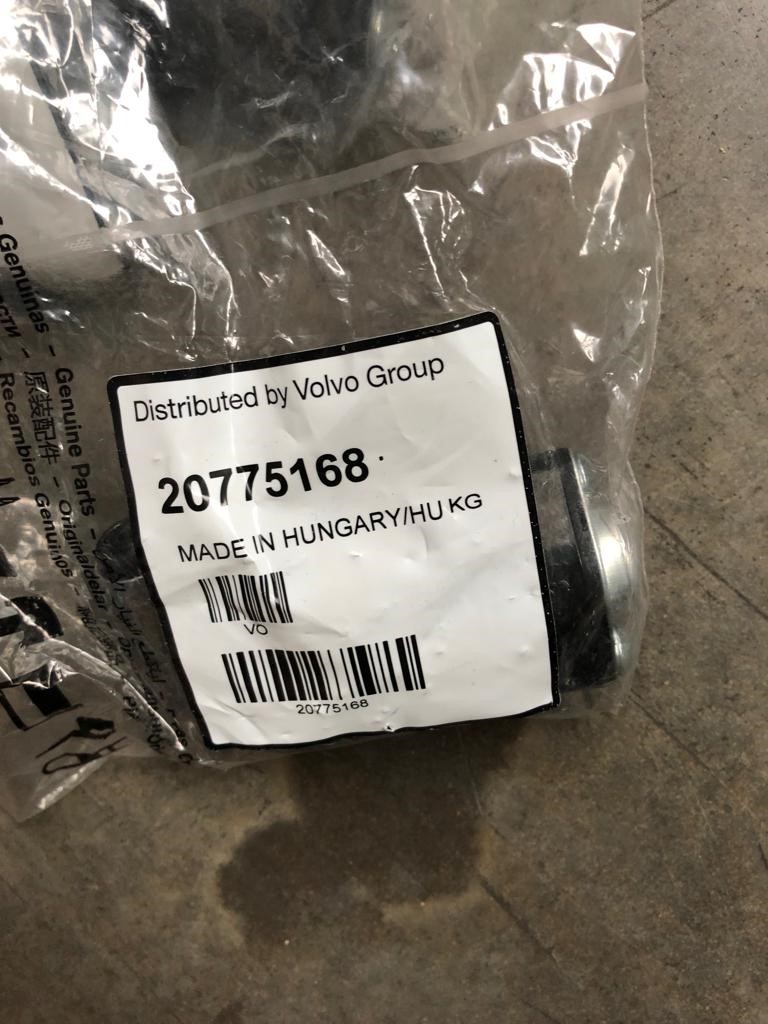 Distributed by Volvo Group
20775168
MADE IN HUNGARY/HU KG
VO
20775168
Genuinas - Genuine Parts -
原装配件 - Originaldelar
Recambios Genuinos -